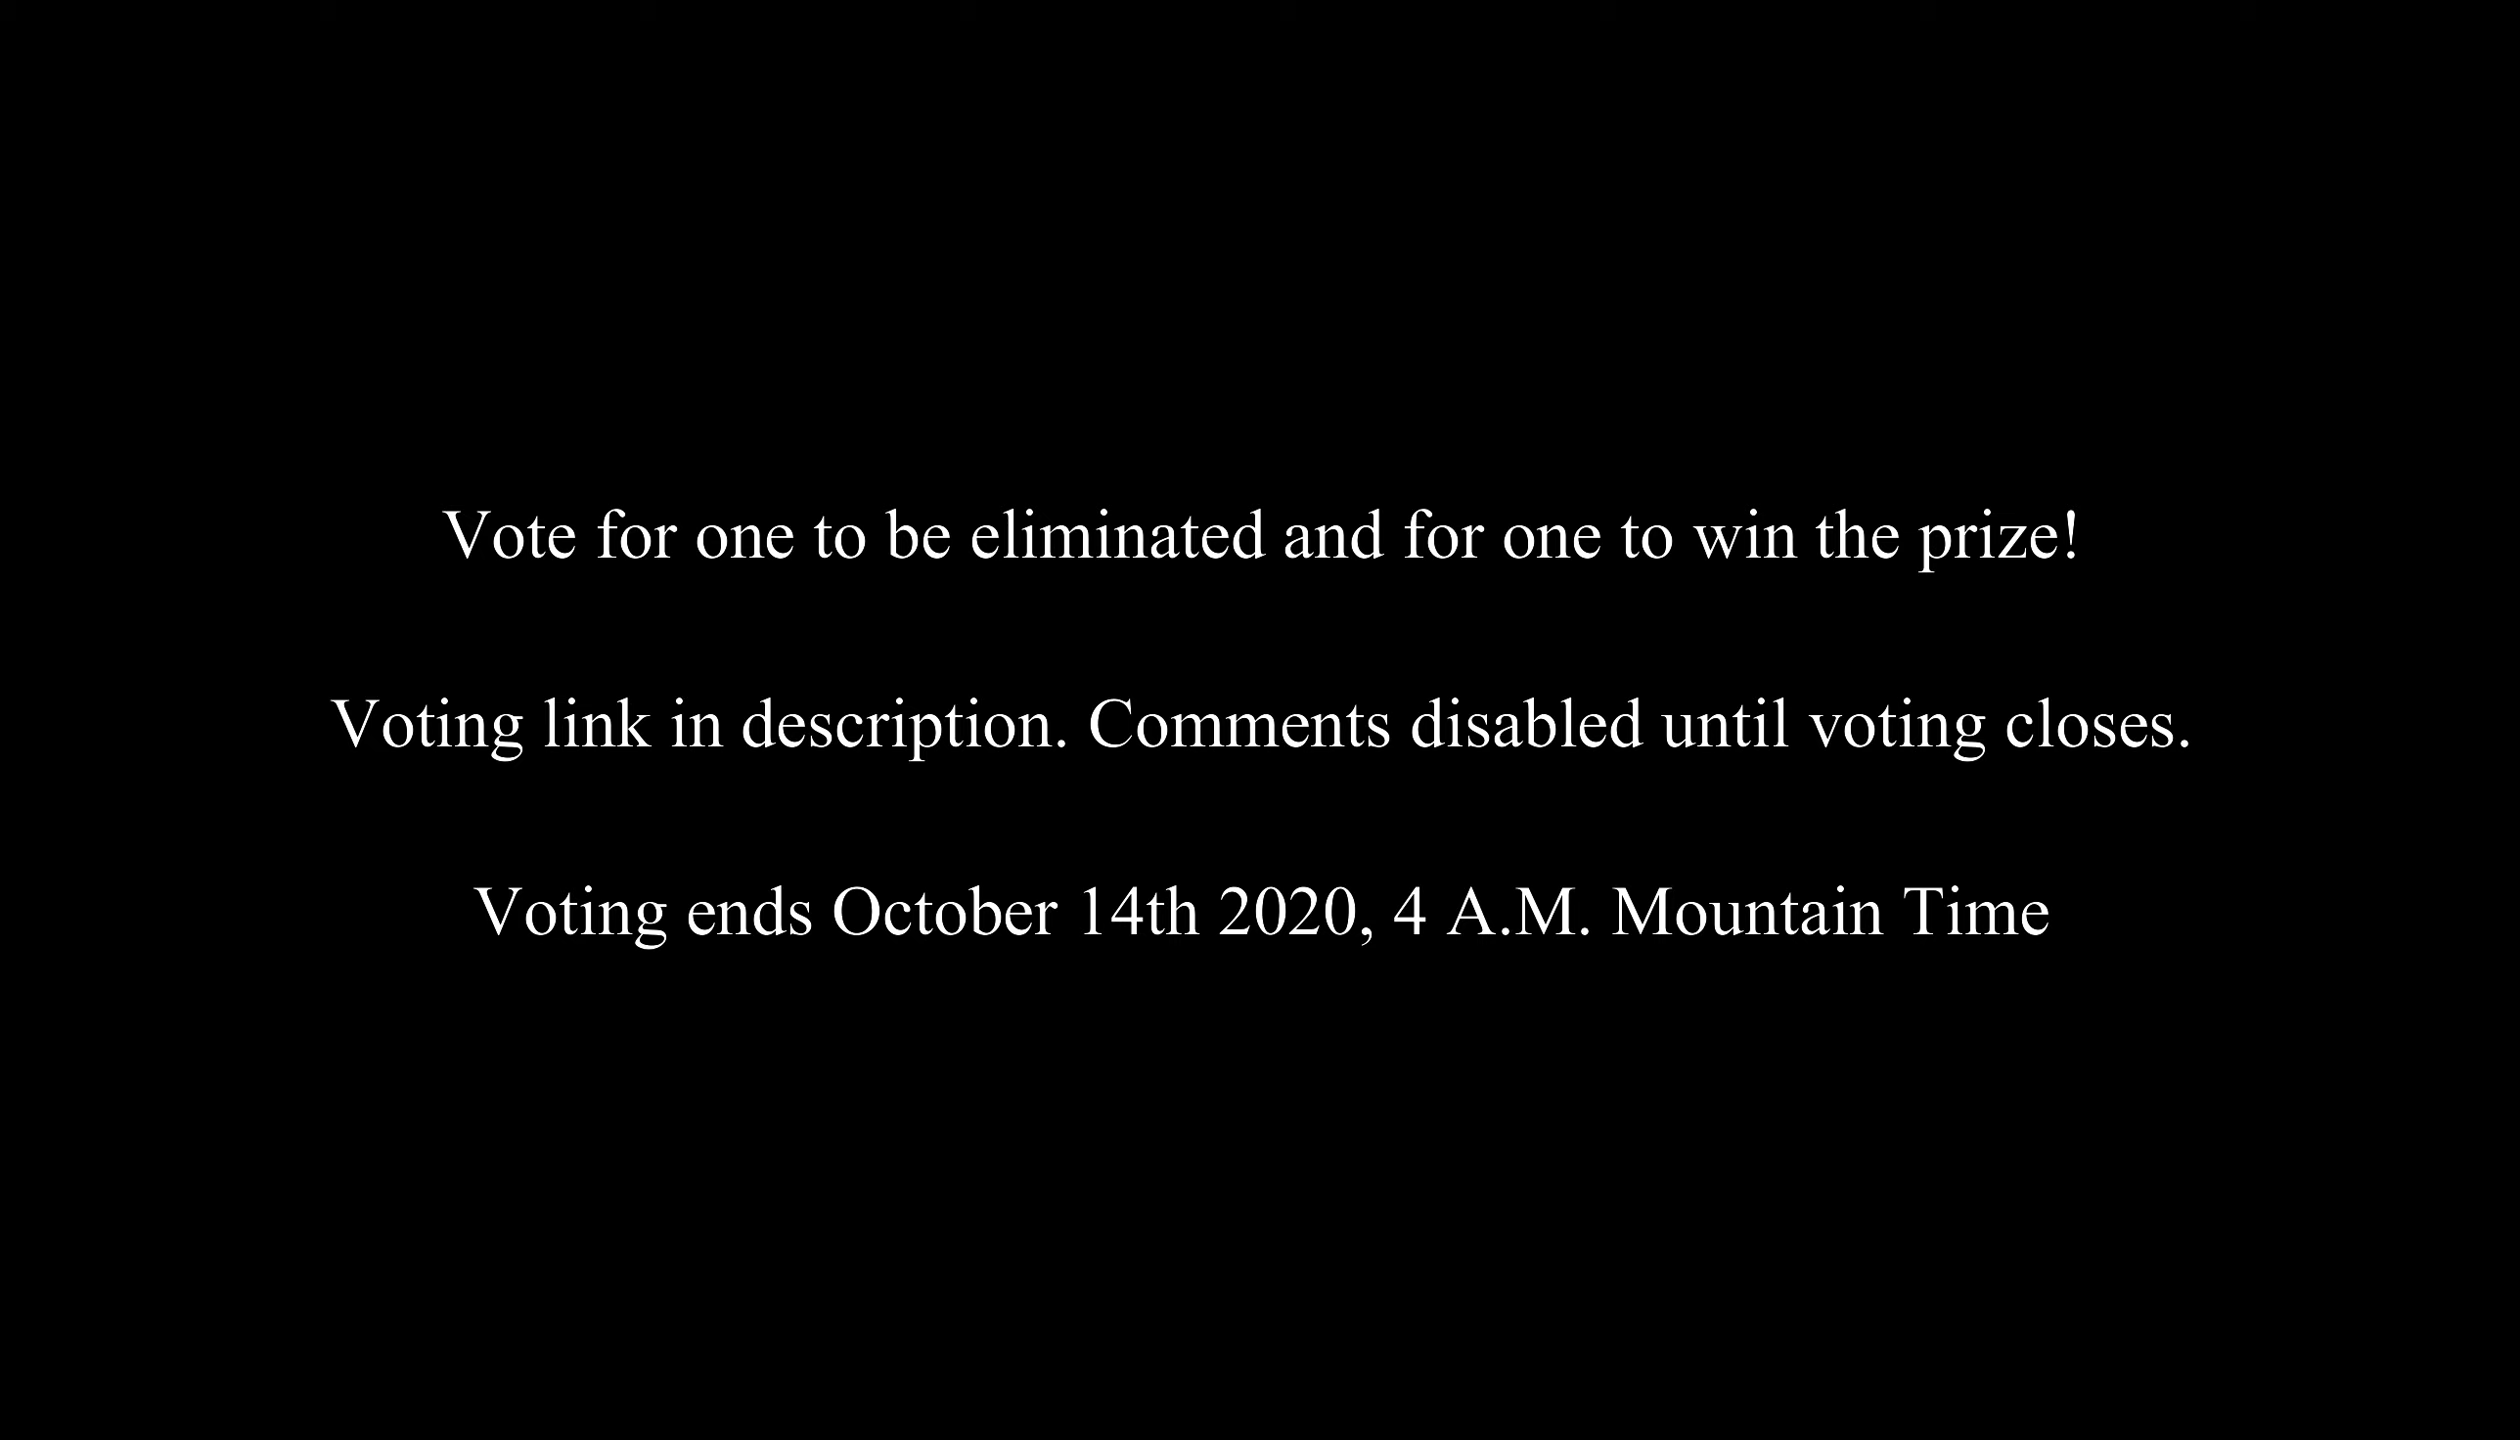 Vote for one to be eliminated and for one to win the prize!
Voting link in description. Comments disabled until voting closes.
Voting ends October 14th 2020, 4 A.M. Mountain Time